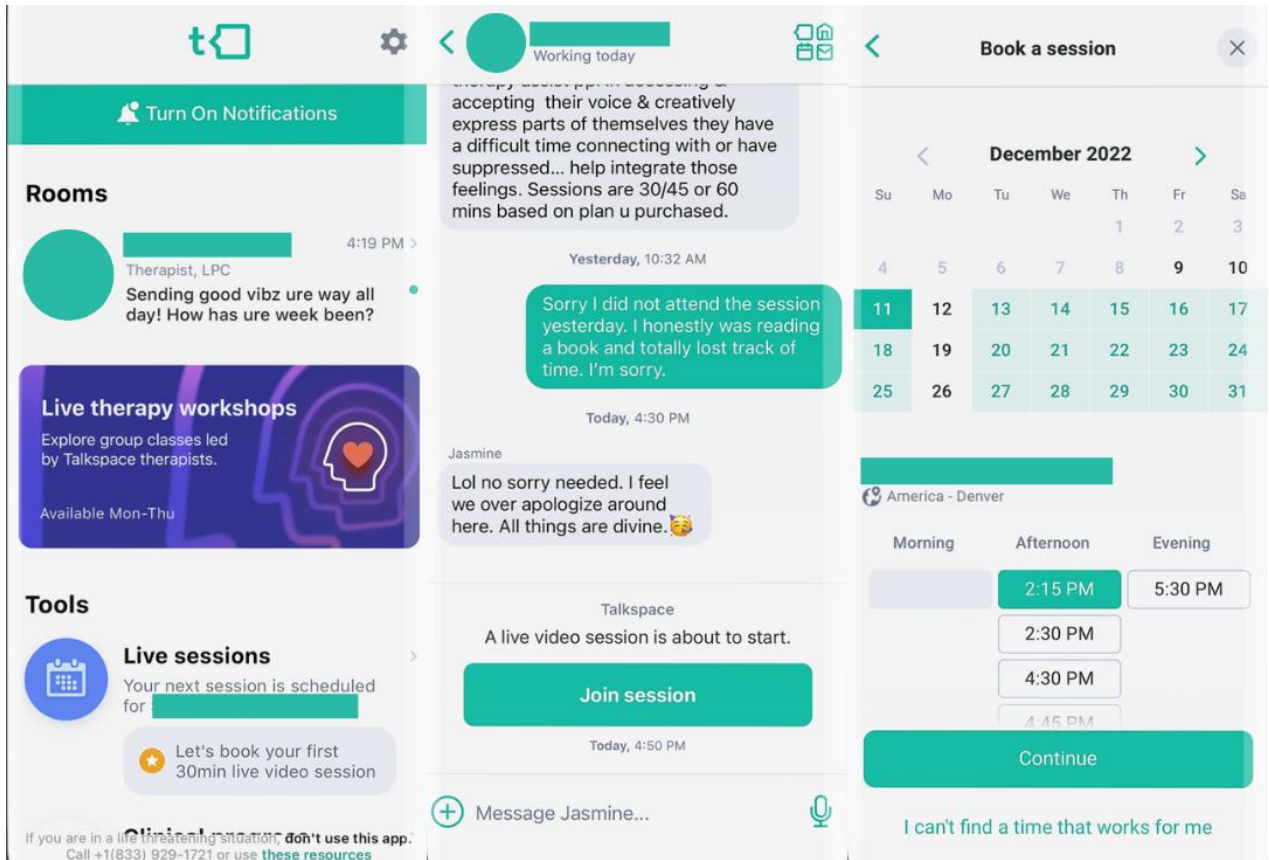 t
Turn On Notifications
Rooms
4:19 PM
Therapist, LPC
Sending good vibz ure way all
day! How has ure week been?
Live therapy workshops
Explore group classes led
by Talkspace therapists.
Available Mon-Thu
Tools
Live sessions
Your next session is scheduled
for
Let's book your first
30min live video session
If you are in a life threatening situation, don't use this app.
Call +1(833) 929-1721 or use these resources
Working today
accepting their voice & creatively
express parts of themselves they have
a difficult time connecting with or have
suppressed... help integrate those
feelings. Sessions are 30/45 or 60
mins based on plan u purchased.
Yesterday, 10:32 AM
Sorry I did not attend the session
yesterday. I honestly was reading
a book and totally lost track of
time. I'm sorry.
Today, 4:30 PM
Jasmine
Lol no sorry needed. I feel
we over apologize around
here. All things are divine.🥳
Talkspace
A live video session is about to start.
Join session
Today, 4:50 PM
Message Jasmine...
Book a session
December 2022
Su Mo Tu We Th Fr Sa
1 2 3
4 5 6 7 8 9 10
11 12 13 14 15 16 17
18 19 20 21 22 23 24
25 26 27 28 29 30 31
America - Denver
Morning Afternoon Evening
2:15 PM 5:30 PM
2:30 PM
4:30 PM
4:45 PM
Continue
I can't find a time that works for me